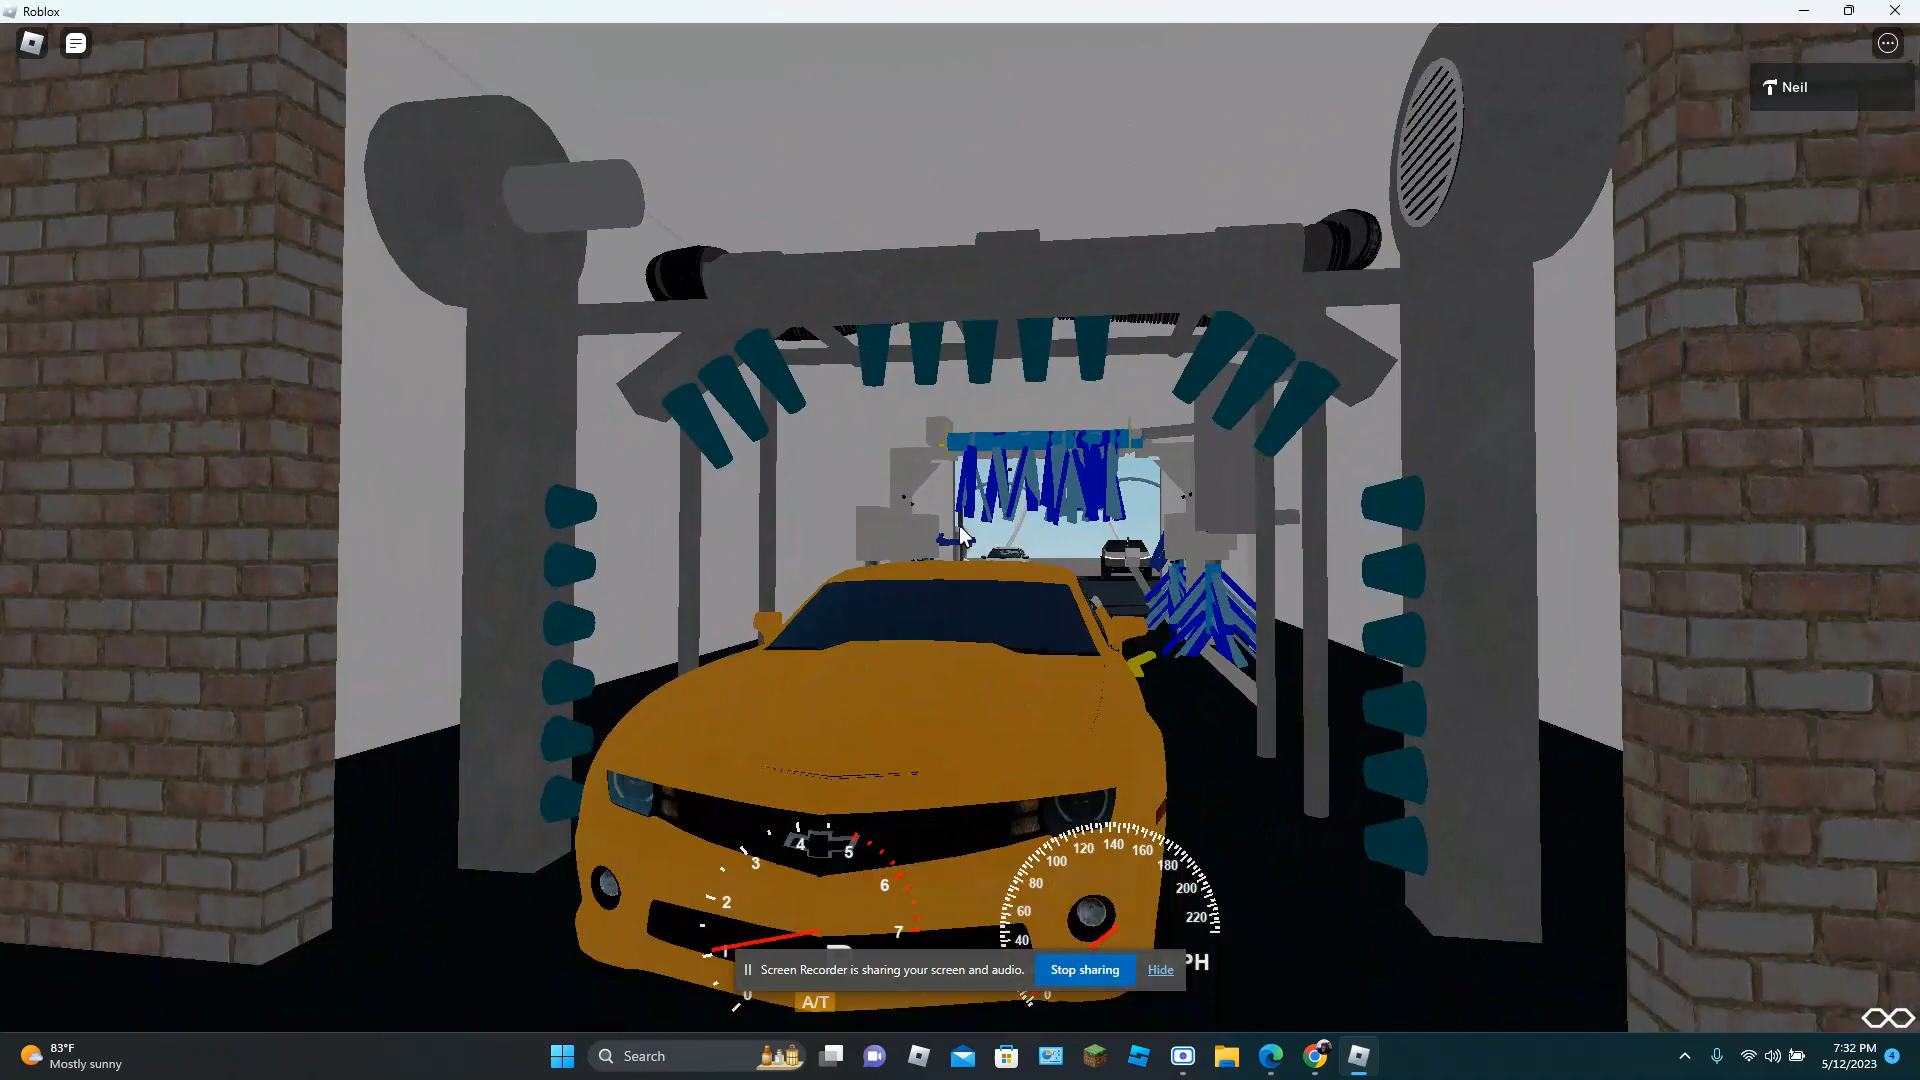 Roblox
Neil
0
1
2
3
4
5
6
7
A/T
0
40
60
80
100
120
140
160
180
200
220
PH
Screen Recorder is sharing your screen and audio.
Stop sharing
Hide
83°F
Mostly sunny
Search
7:32 PM
5/12/2023
4